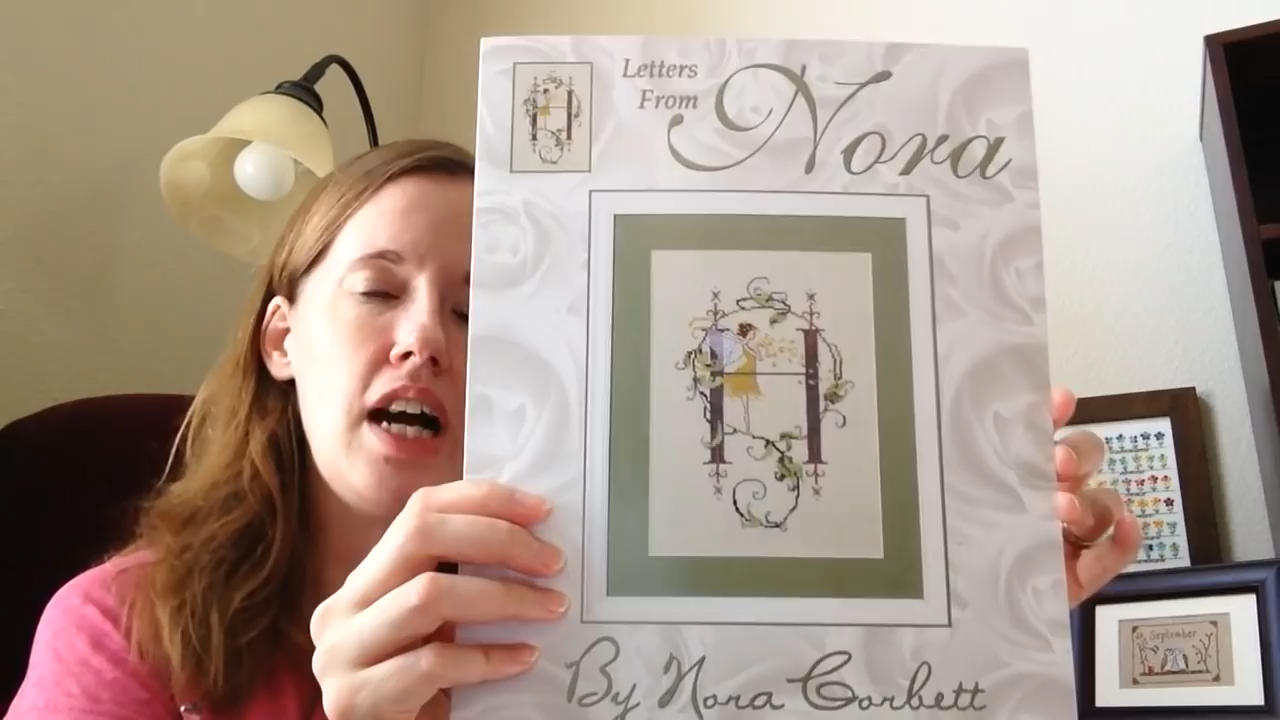 Letters
From
Nora
H
By Nora Corbett
September